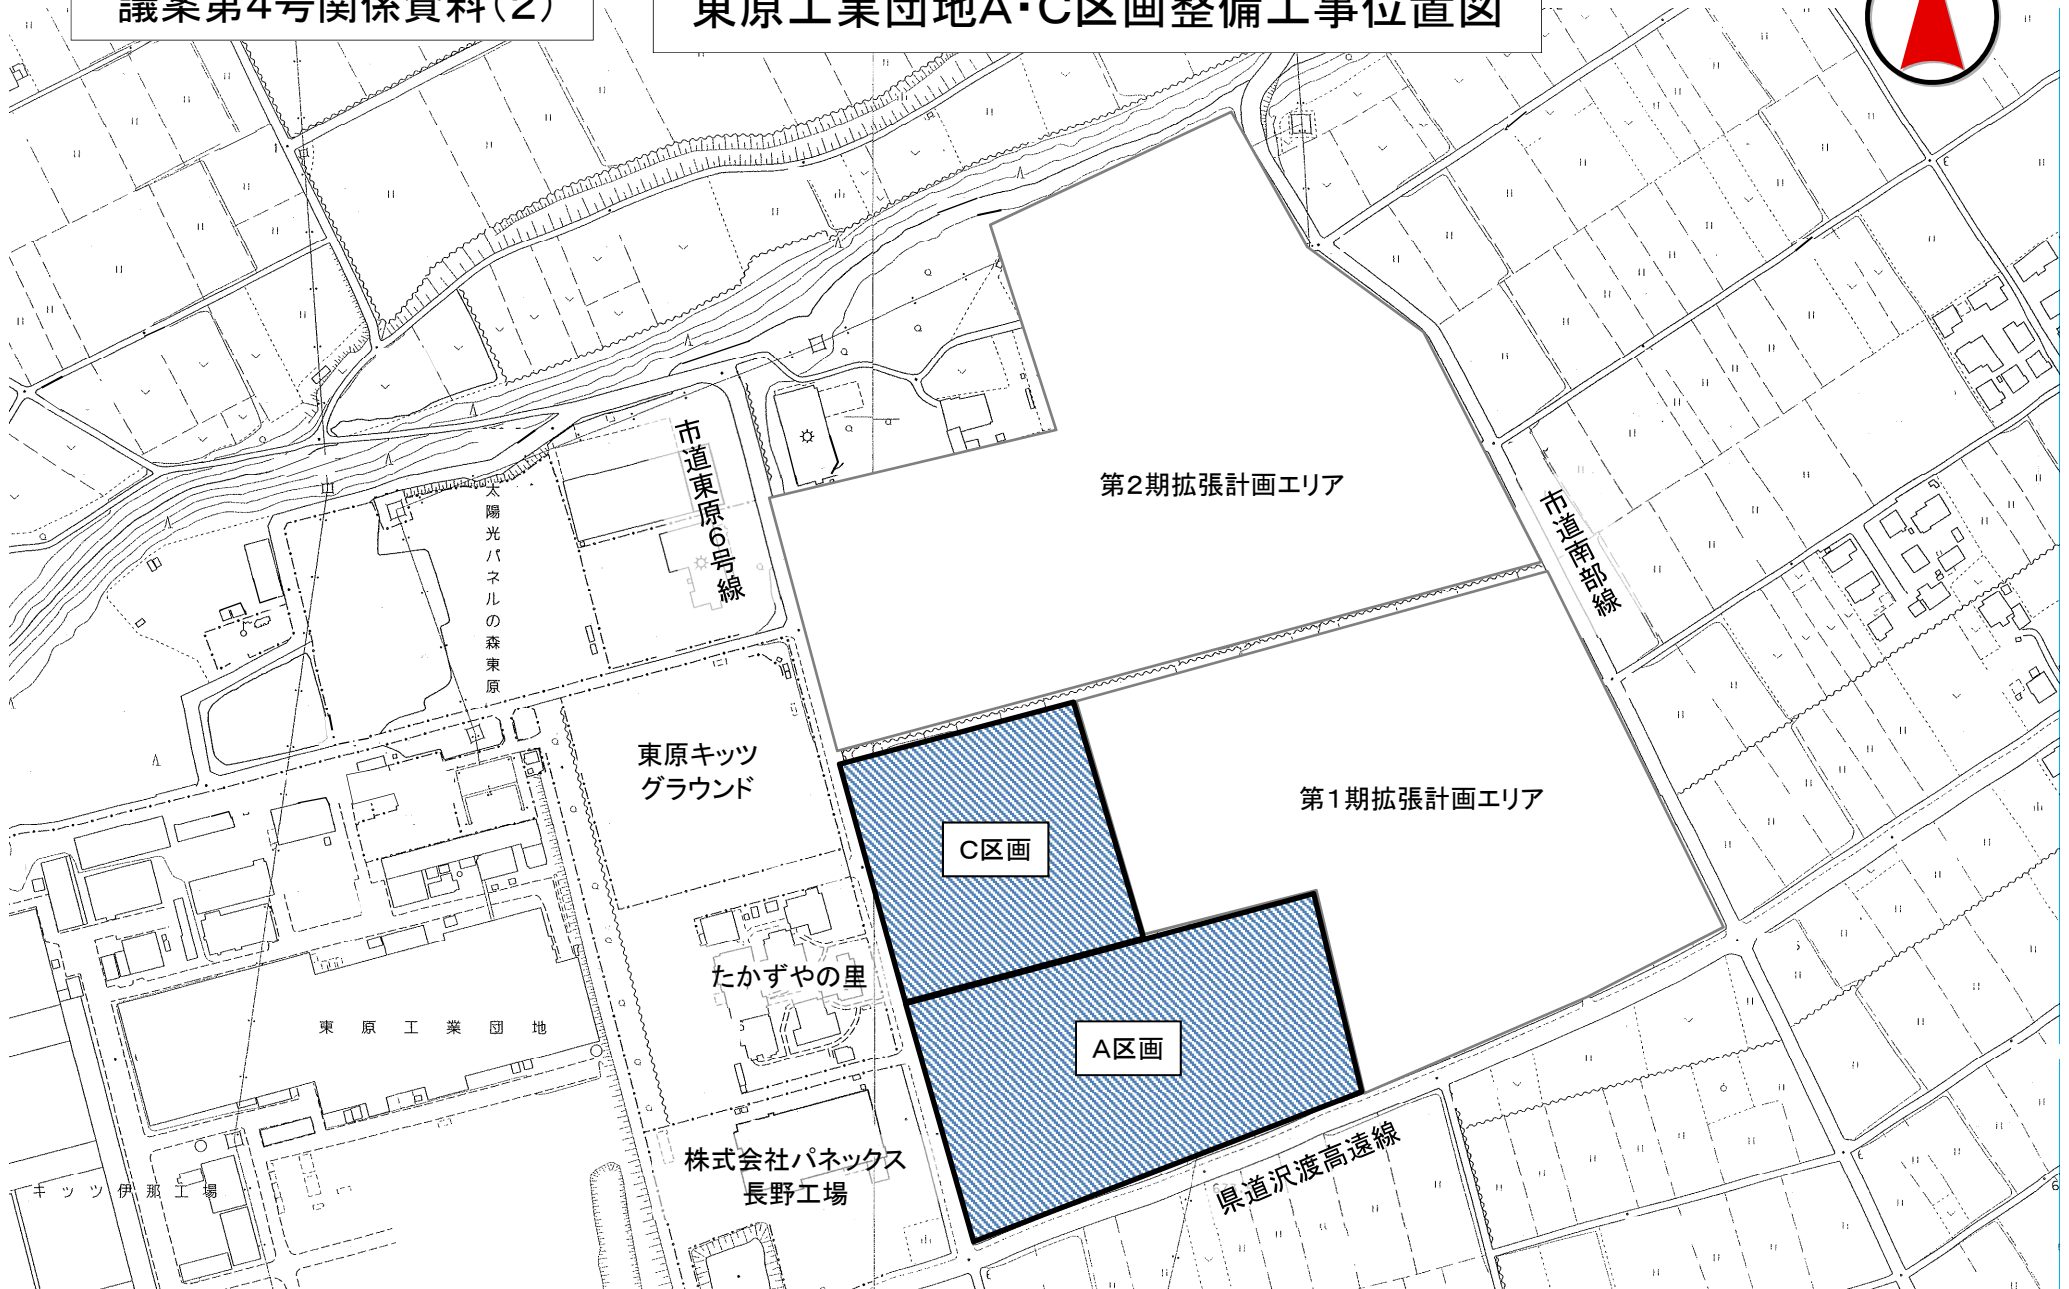 議案第4号関係資料(2)
東原工業団地A・C区画整備工事位置図
市道東原6号線
太陽光パネルの森東原
第2期拡張計画エリア
市道南部線
東原キッツ
グラウンド
第1期拡張計画エリア
C区画
たかずやの里
東原工業団地
A区画
株式会社パネックス
長野工場
県道沢渡高遠線
キッツ伊那工場